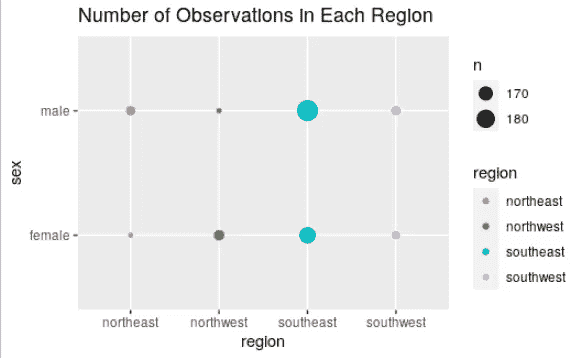 Number of Observations in Each Region
n
170
180
region
northeast
northwest
southeast
southwest
sex
male
female
northeast northwest southeast southwest
region